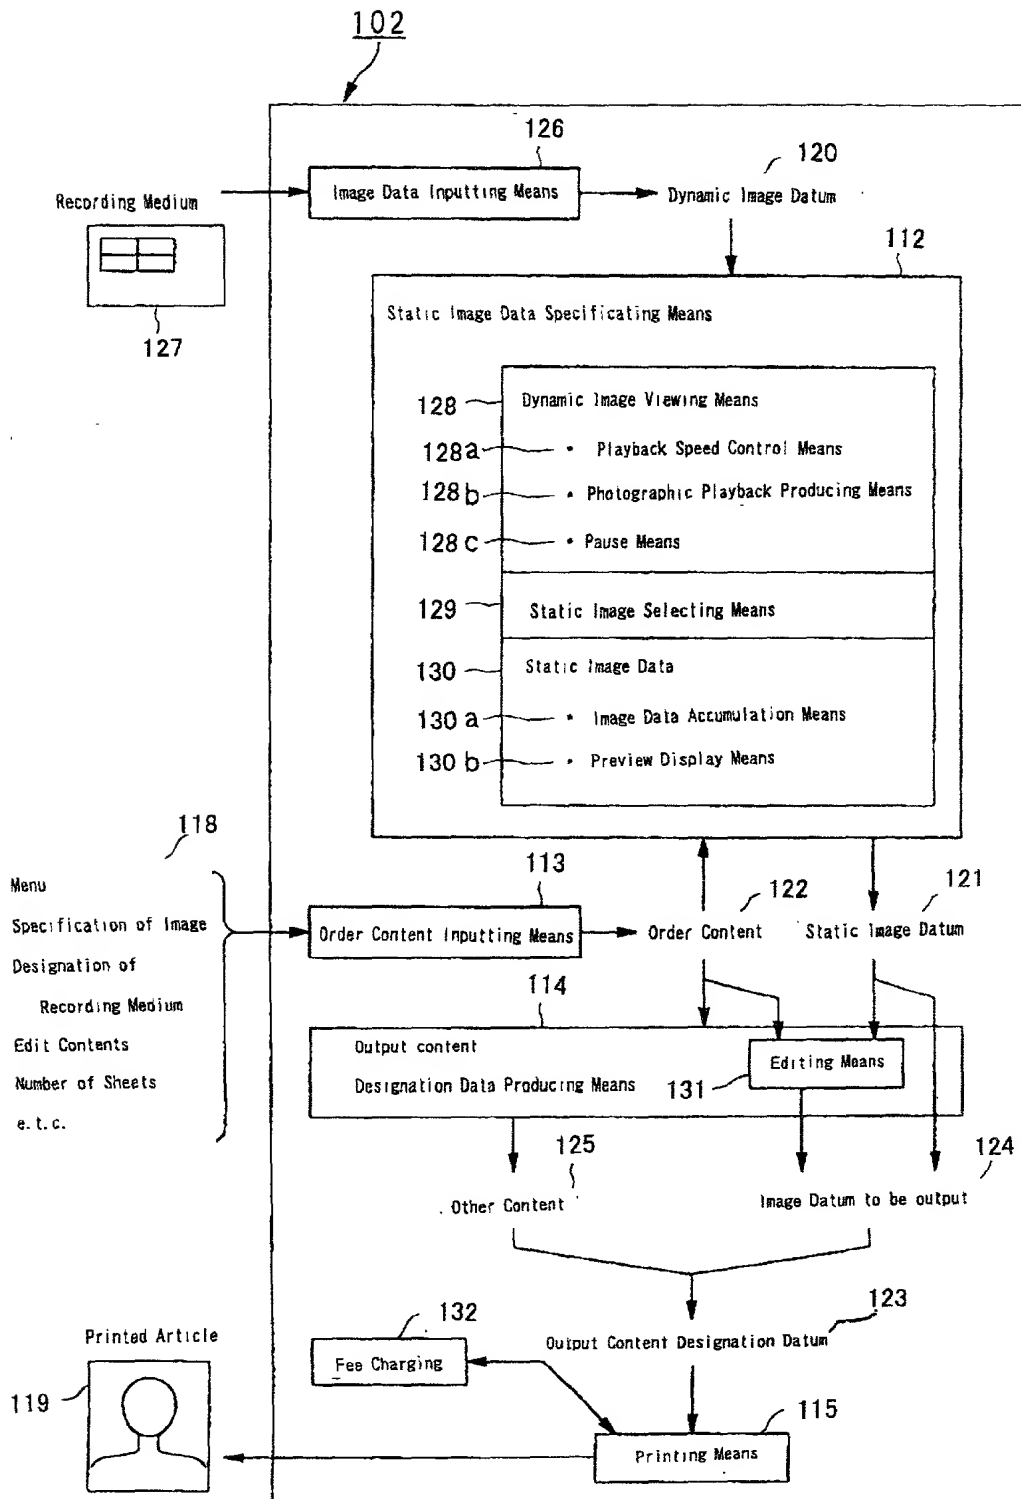 102
126
120
Image Data Inputting Means
Dynamic Image Datum
Recording Medium
127
112
Static Image Data Specificating Means
128
Dynamic Image Viewing Means
128a
• Playback Speed Control Means
128b
• Photographic Playback Producing Means
128c
• Pause Means
129
Static Image Selecting Means
130
Static Image Data
130a
• Image Data Accumulation Means
130b
• Preview Display Means
118
Menu
Specification of Image
Designation of
Recording Medium
Edit Contents
Number of Sheets
e.t.c.
113
Order Content Inputting Means
122
Order Content
121
Static Image Datum
114
Output content
Designation Data Producing Means
131
Editing Means
125
Other Content
124
Image Datum to be output
123
Output Content Designation Datum
132
Fee Charging
115
Printing Means
Printed Article
119